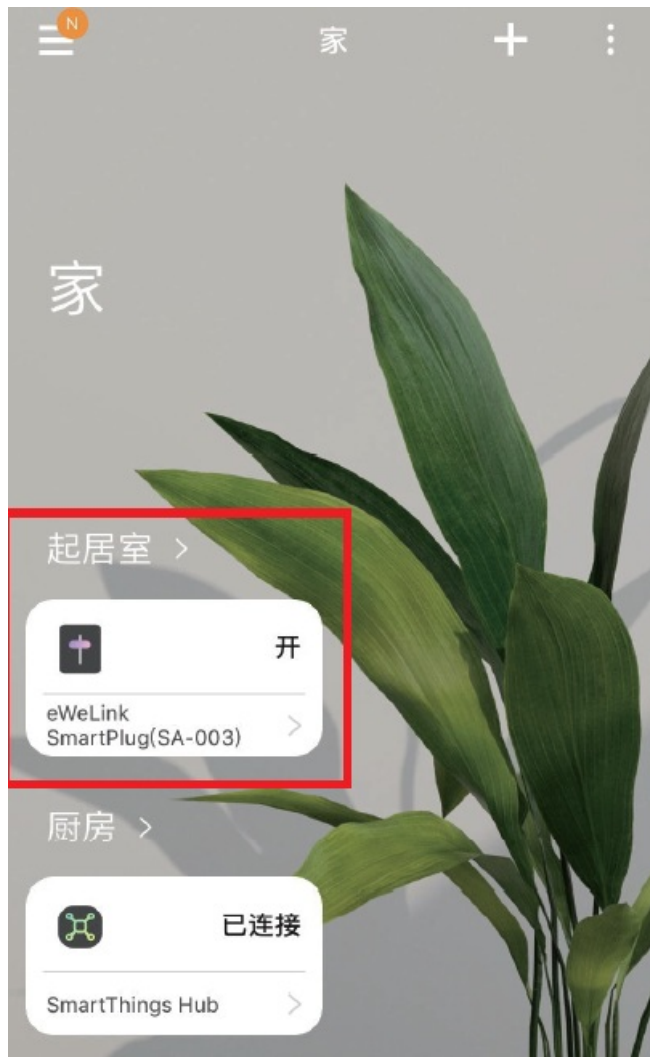 N
家
家
起居室 >
开
eWeLink
SmartPlug(SA-003)
厨房 >
已连接
SmartThings Hub